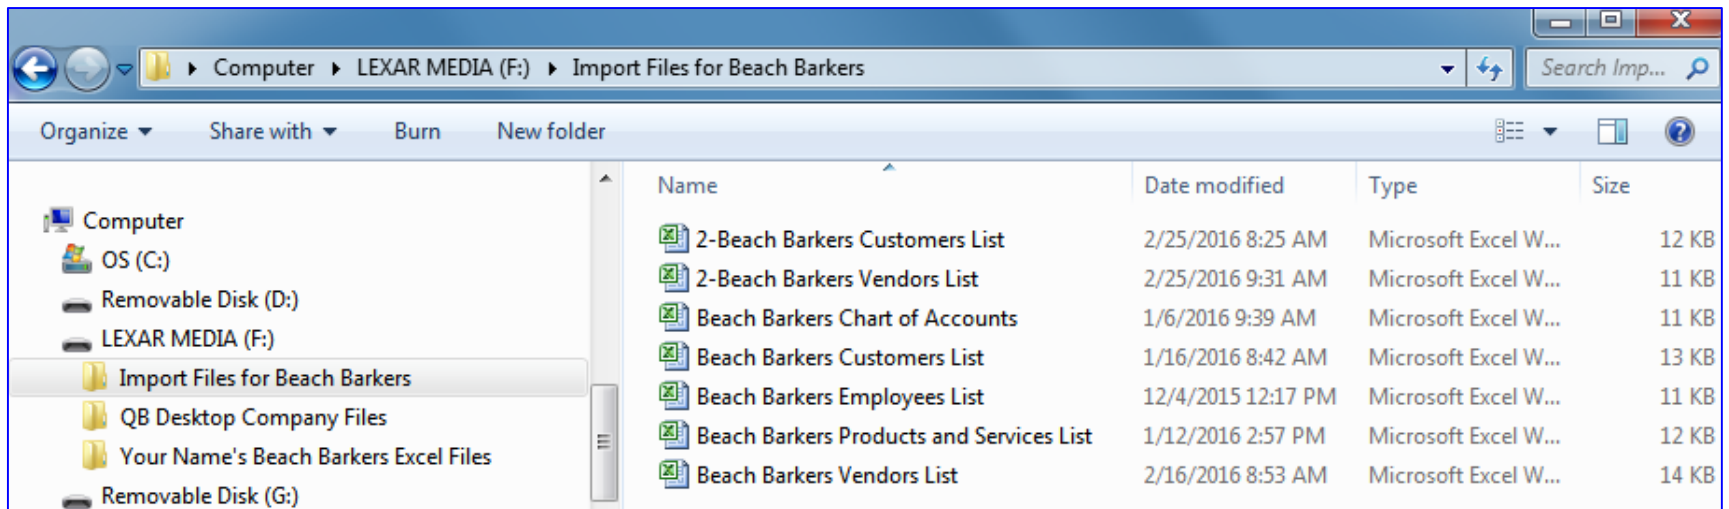 Computer LEXAR MEDIA (F:) Import Files for Beach Barkers Search Imp...
Organize Share with Burn New folder
Computer
OS (C:)
Removable Disk (D:)
LEXAR MEDIA (F:)
Import Files for Beach Barkers
QB Desktop Company Files
Your Name's Beach Barkers Excel Files
Removable Disk (G:)
Name Date modified Type Size
2-Beach Barkers Customers List 2/25/2016 8:25 AM Microsoft Excel W... 12 KB
2-Beach Barkers Vendors List 2/25/2016 9:31 AM Microsoft Excel W... 11 KB
Beach Barkers Chart of Accounts 1/6/2016 9:39 AM Microsoft Excel W... 11 KB
Beach Barkers Customers List 1/16/2016 8:42 AM Microsoft Excel W... 13 KB
Beach Barkers Employees List 12/4/2015 12:17 PM Microsoft Excel W... 11 KB
Beach Barkers Products and Services List 1/12/2016 2:57 PM Microsoft Excel W... 12 KB
Beach Barkers Vendors List 2/16/2016 8:53 AM Microsoft Excel W... 14 KB